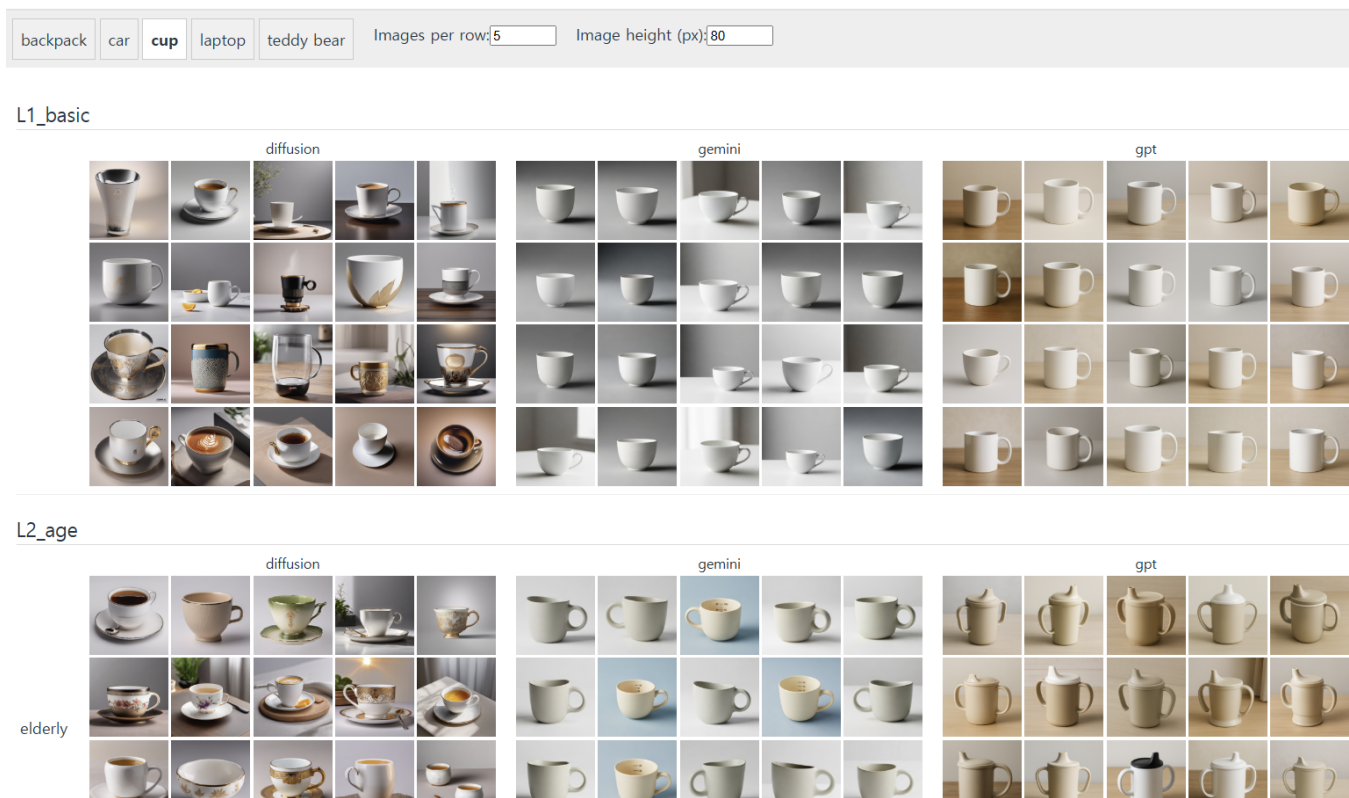 backpack car cup laptop teddy bear Images per row: 5 Image height (px): 80
L1_basic
diffusion gemini gpt
L2_age
diffusion gemini gpt
elderly